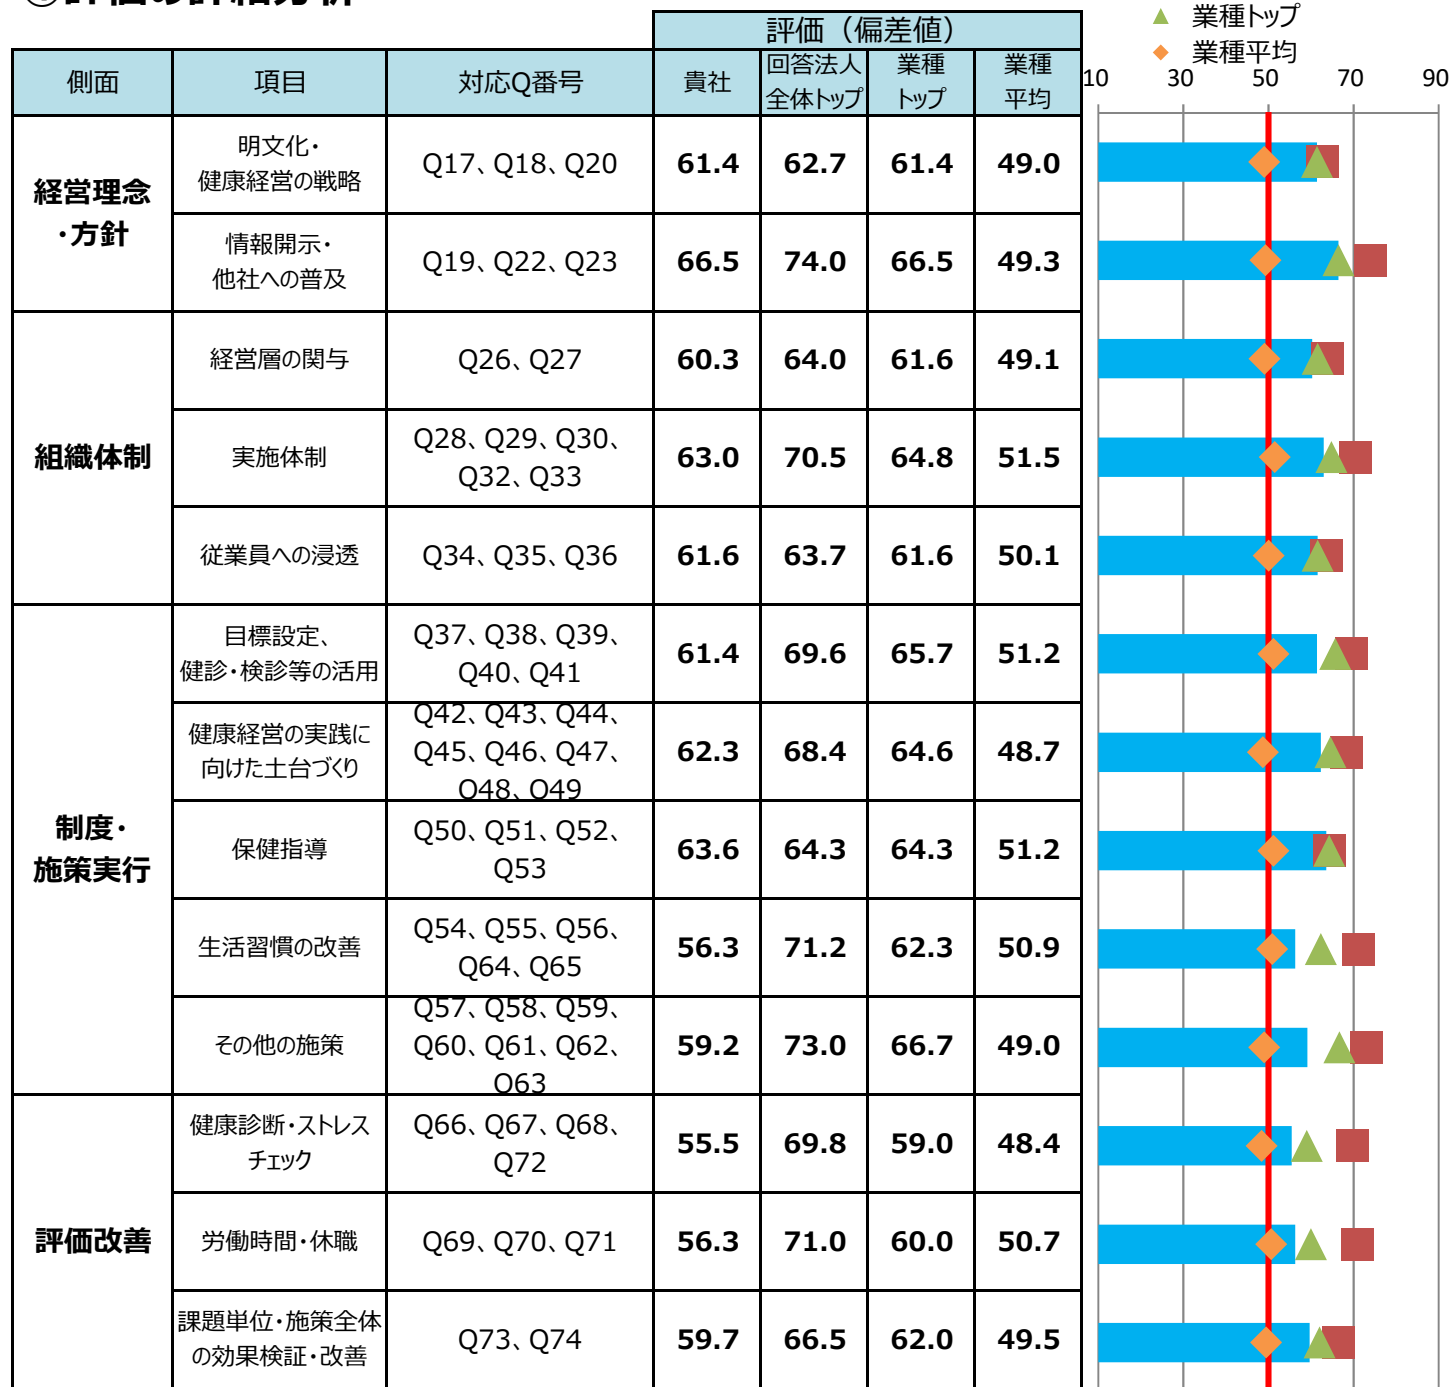 業種トップ
業種平均
評価（偏差値）
側面 項目 対応Q番号 貴社 回答法人全体トップ 業種トップ 業種平均
10 30 50 70 90
経営理念・方針
明文化・
健康経営の戦略
Q17、Q18、Q20
61.4 62.7 61.4 49.0
情報開示・
他社への普及
Q19、Q22、Q23
66.5 74.0 66.5 49.3
組織体制
経営層の関与
Q26、Q27
60.3 64.0 61.6 49.1
実施体制
Q28、Q29、Q30、
Q32、Q33
63.0 70.5 64.8 51.5
従業員への浸透
Q34、Q35、Q36
61.6 63.7 61.6 50.1
制度・
施策実行
目標設定、
健診・検診等の活用
Q37、Q38、Q39、
Q40、Q41
61.4 69.6 65.7 51.2
健康経営の実践に
向けた土台づくり
Q42、Q43、Q44、
Q45、Q46、Q47、
Q48、Q49
62.3 68.4 64.6 48.7
保健指導
Q50、Q51、Q52、
Q53
63.6 64.3 64.3 51.2
生活習慣の改善
Q54、Q55、Q56、
Q64、Q65
56.3 71.2 62.3 50.9
その他の施策
Q57、Q58、Q59、
Q60、Q61、Q62、
Q63
59.2 73.0 66.7 49.0
評価改善
健康診断・ストレス
チェック
Q66、Q67、Q68、
Q72
55.5 69.8 59.0 48.4
労働時間・休職
Q69、Q70、Q71
56.3 71.0 60.0 50.7
課題単位・施策全体
の効果検証・改善
Q73、Q74
59.7 66.5 62.0 49.5